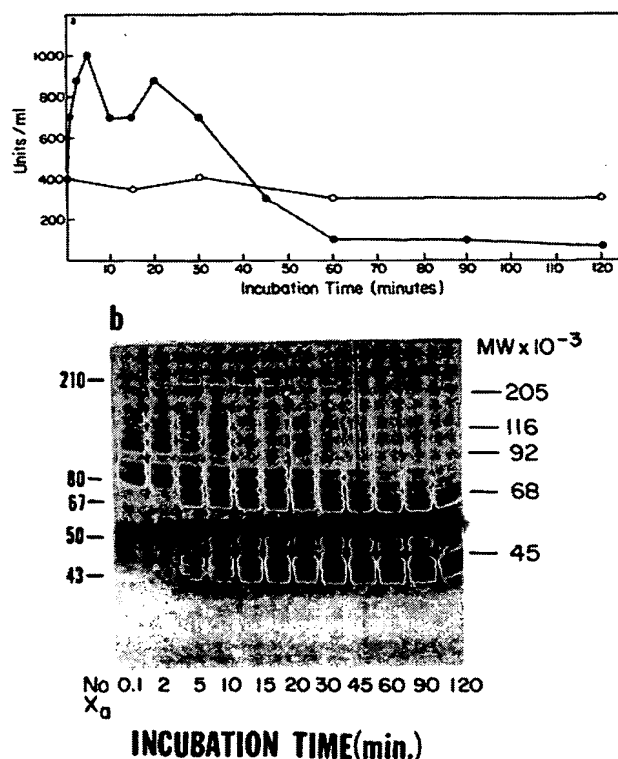 a
1000
800
600
400
200
Units/ml
10 20 30 40 50 60 70 80 90 100 110 120
Incubation Time (minutes)
b
MW x 10⁻³
210—
80—
67—
50—
43—
— 205
— 116
— 92
— 68
— 45
No 0.1 2 5 10 15 20 30 45 60 90 120
Xa
INCUBATION TIME(min.)